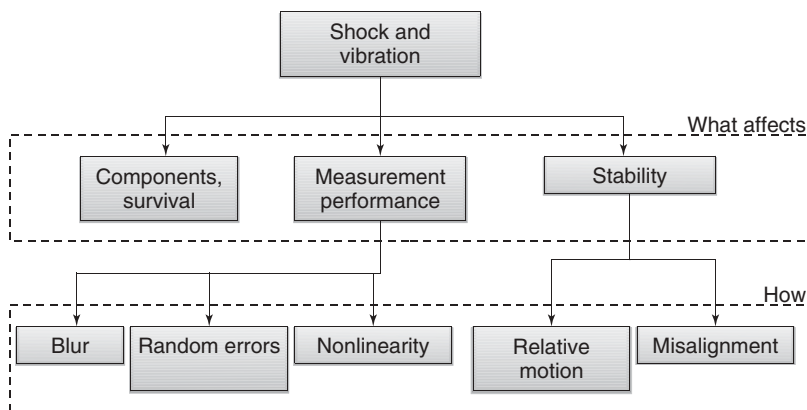 Shock and
vibration
What affects
Components,
survival
Measurement
performance
Stability
How
Blur
Random errors
Nonlinearity
Relative
motion
Misalignment